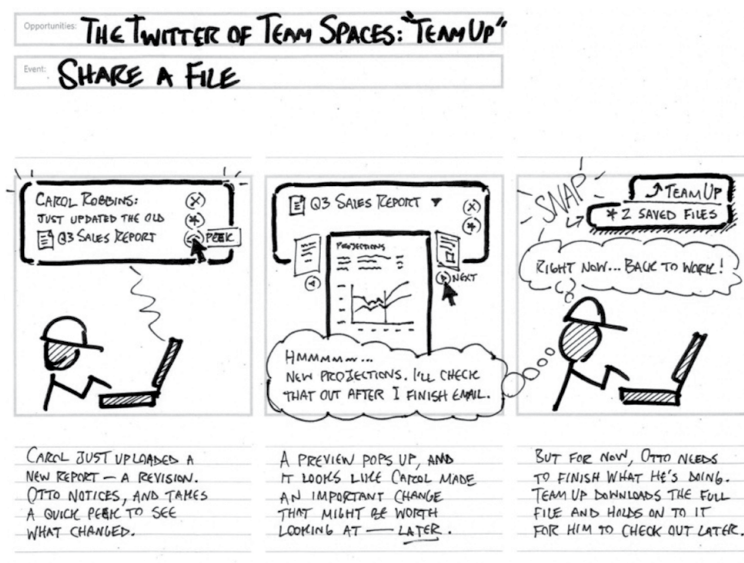 Opportunities: THE TWITTER OF TEAM SPACES: "TEAMUP"
Event: SHARE A FILE
CAROL ROBBINS:
JUST UPDATED THE OLD
Q3 SALES REPORT
PEEK
Q3 SALES REPORT
PROJECTIONS
NEXT
HMMMMM...
NEW PROJECTIONS. I'LL CHECK
THAT OUT AFTER I FINISH EMAIL.
SNAP
TEAMUP
* 2 SAVED FILES
RIGHT NOW... BACK TO WORK!
CAROL JUST UPLOADED A
NEW REPORT — A REVISION.
OTTO NOTICES, AND TAKES
A QUICK PEEK TO SEE
WHAT CHANGED.
A PREVIEW POPS UP, AND
IT LOOKS LIKE CAROL MADE
AN IMPORTANT CHANGE
THAT MIGHT BE WORTH
LOOKING AT — LATER.
BUT FOR NOW, OTTO NEEDS
TO FINISH WHAT HE'S DOING.
TEAM UP DOWNLOADS THE FULL
FILE AND HOLDS ON TO IT
FOR HIM TO CHECK OUT LATER.